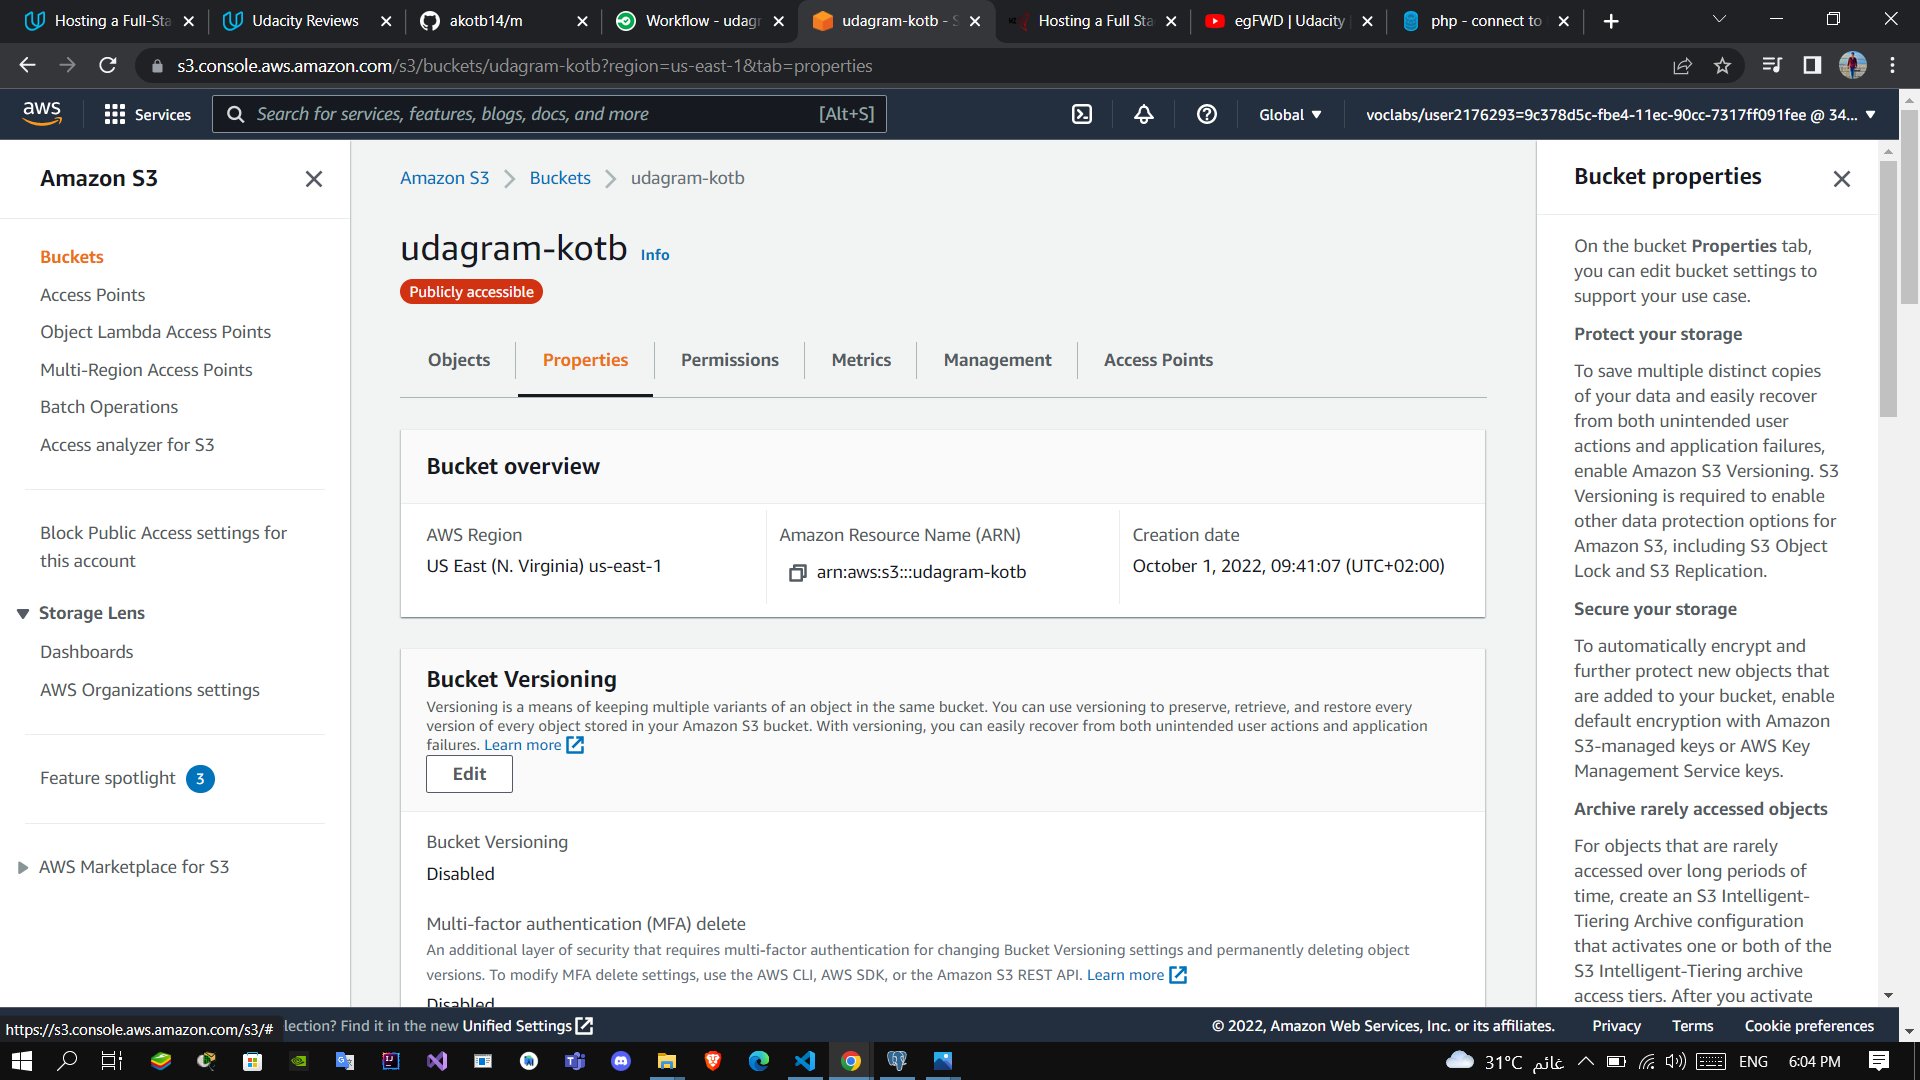 Hosting a Full-Sta
Udacity Reviews
akotb14/m
Workflow - udagr
udagram-kotb - S
Hosting a Full Sta
egFWD | Udacity
php - connect to
s3.console.aws.amazon.com/s3/buckets/udagram-kotb?region=us-east-1&tab=properties
aws
Services
Search for services, features, blogs, docs, and more
[Alt+S]
Global
voclabs/user2176293=9c378d5c-fbe4-11ec-90cc-7317ff091fee @ 34...
Amazon S3
Buckets
Access Points
Object Lambda Access Points
Multi-Region Access Points
Batch Operations
Access analyzer for S3
Block Public Access settings for
this account
Storage Lens
Dashboards
AWS Organizations settings
Feature spotlight 3
AWS Marketplace for S3
Amazon S3
Buckets
udagram-kotb
udagram-kotb Info
Publicly accessible
Objects
Properties
Permissions
Metrics
Management
Access Points
Bucket overview
AWS Region
US East (N. Virginia) us-east-1
Amazon Resource Name (ARN)
arn:aws:s3:::udagram-kotb
Creation date
October 1, 2022, 09:41:07 (UTC+02:00)
Bucket Versioning
Versioning is a means of keeping multiple variants of an object in the same bucket. You can use versioning to preserve, retrieve, and restore every
version of every object stored in your Amazon S3 bucket. With versioning, you can easily recover from both unintended user actions and application
failures. Learn more
Edit
Bucket Versioning
Disabled
Multi-factor authentication (MFA) delete
An additional layer of security that requires multi-factor authentication for changing Bucket Versioning settings and permanently deleting object
versions. To modify MFA delete settings, use the AWS CLI, AWS SDK, or the Amazon S3 REST API. Learn more
Disabled
Bucket properties
On the bucket Properties tab,
you can edit bucket settings to
support your use case.
Protect your storage
To save multiple distinct copies
of your data and easily recover
from both unintended user
actions and application failures,
enable Amazon S3 Versioning. S3
Versioning is required to enable
other data protection options for
Amazon S3, including S3 Object
Lock and S3 Replication.
Secure your storage
To automatically encrypt and
further protect new objects that
are added to your bucket, enable
default encryption with Amazon
S3-managed keys or AWS Key
Management Service keys.
Archive rarely accessed objects
For objects that are rarely
accessed over long periods of
time, create an S3 Intelligent-
Tiering Archive configuration
that activates one or both of the
S3 Intelligent-Tiering archive
access tiers. After you activate
https://s3.console.aws.amazon.com/s3/#
lection? Find it in the new Unified Settings
© 2022, Amazon Web Services, Inc. or its affiliates.
Privacy
Terms
Cookie preferences
31°C غائم
ENG
6:04 PM